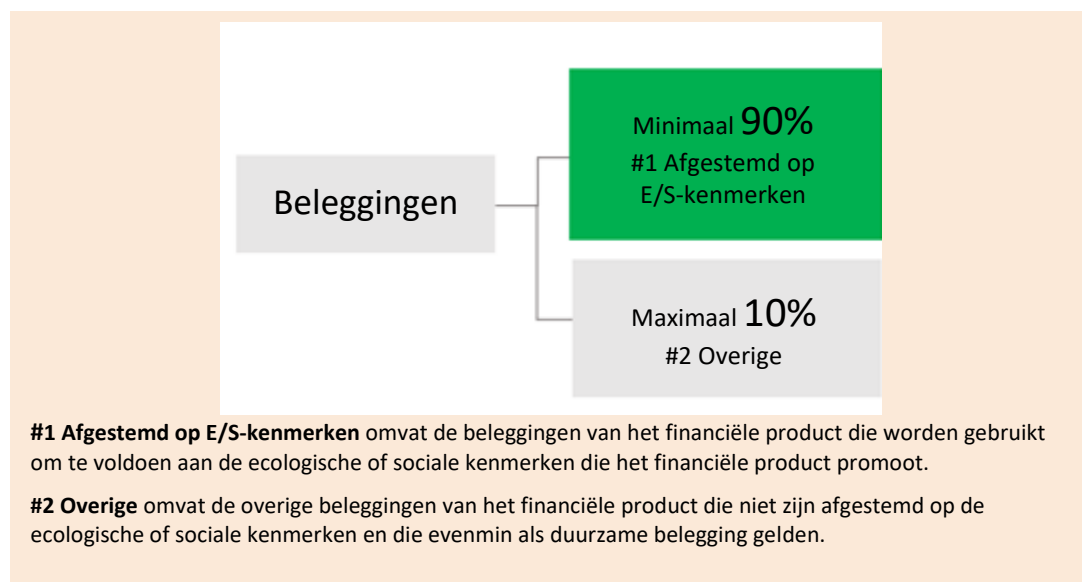 Beleggingen
Minimaal 90%
#1 Afgestemd op
E/S-kenmerken
Maximaal 10%
#2 Overige
#1 Afgestemd op E/S-kenmerken omvat de beleggingen van het financiële product die worden gebruikt
om te voldoen aan de ecologische of sociale kenmerken die het financiële product promoot.
#2 Overige omvat de overige beleggingen van het financiële product die niet zijn afgestemd op de
ecologische of sociale kenmerken en die evenmin als duurzame belegging gelden.